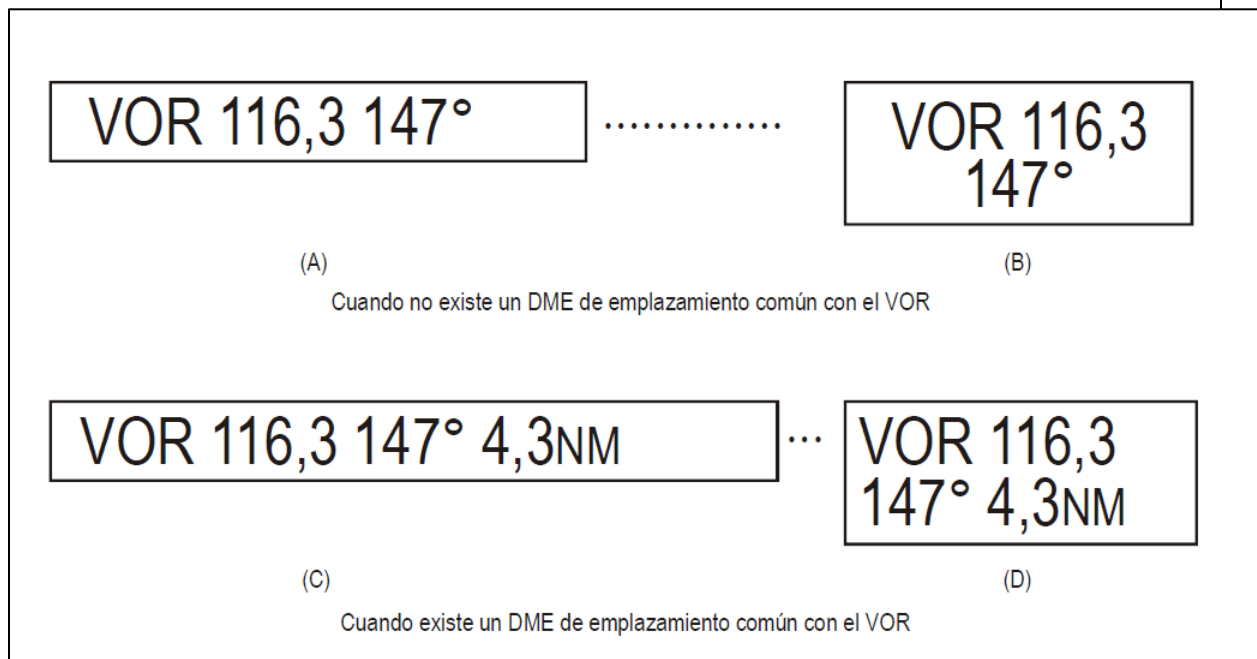 VOR 116,3 147° .............. VOR 116,3
147°
(A) (B)
Cuando no existe un DME de emplazamiento común con el VOR
VOR 116,3 147° 4,3NM ... VOR 116,3
147° 4,3NM
(C) (D)
Cuando existe un DME de emplazamiento común con el VOR